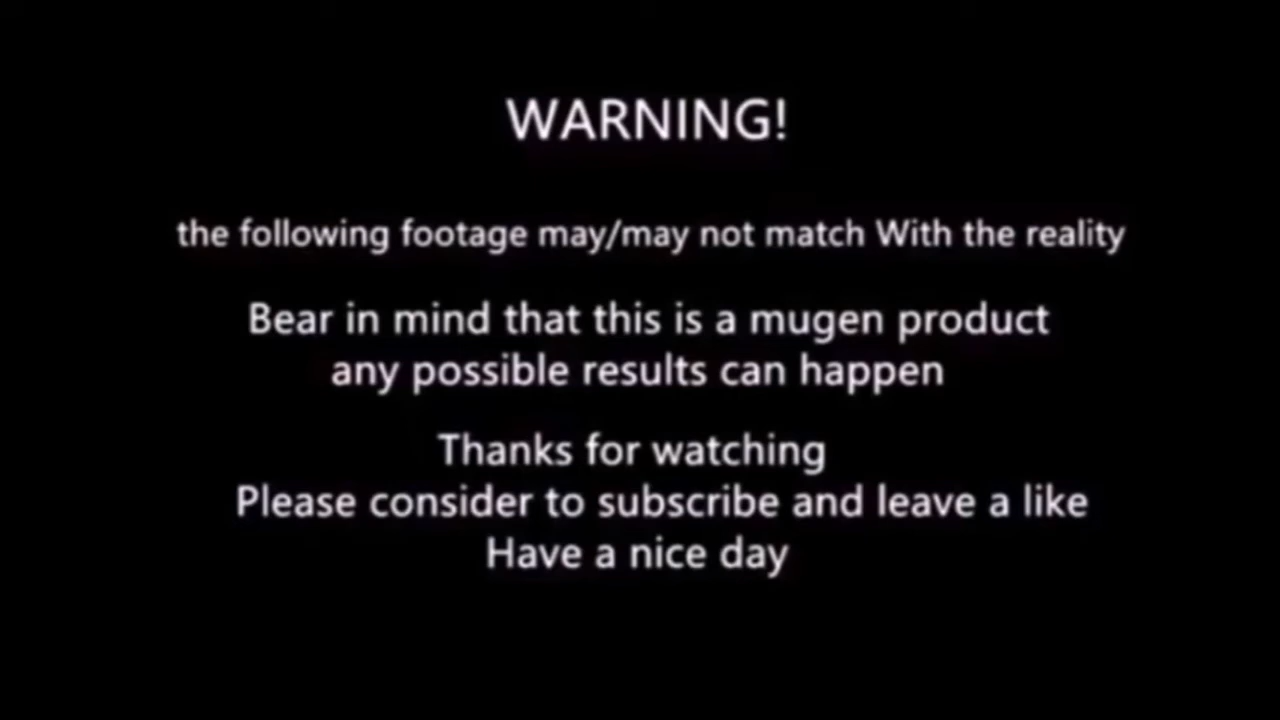 WARNING!
the following footage may/may not match With the reality
Bear in mind that this is a mugen product
any possible results can happen
Thanks for watching
Please consider to subscribe and leave a like
Have a nice day